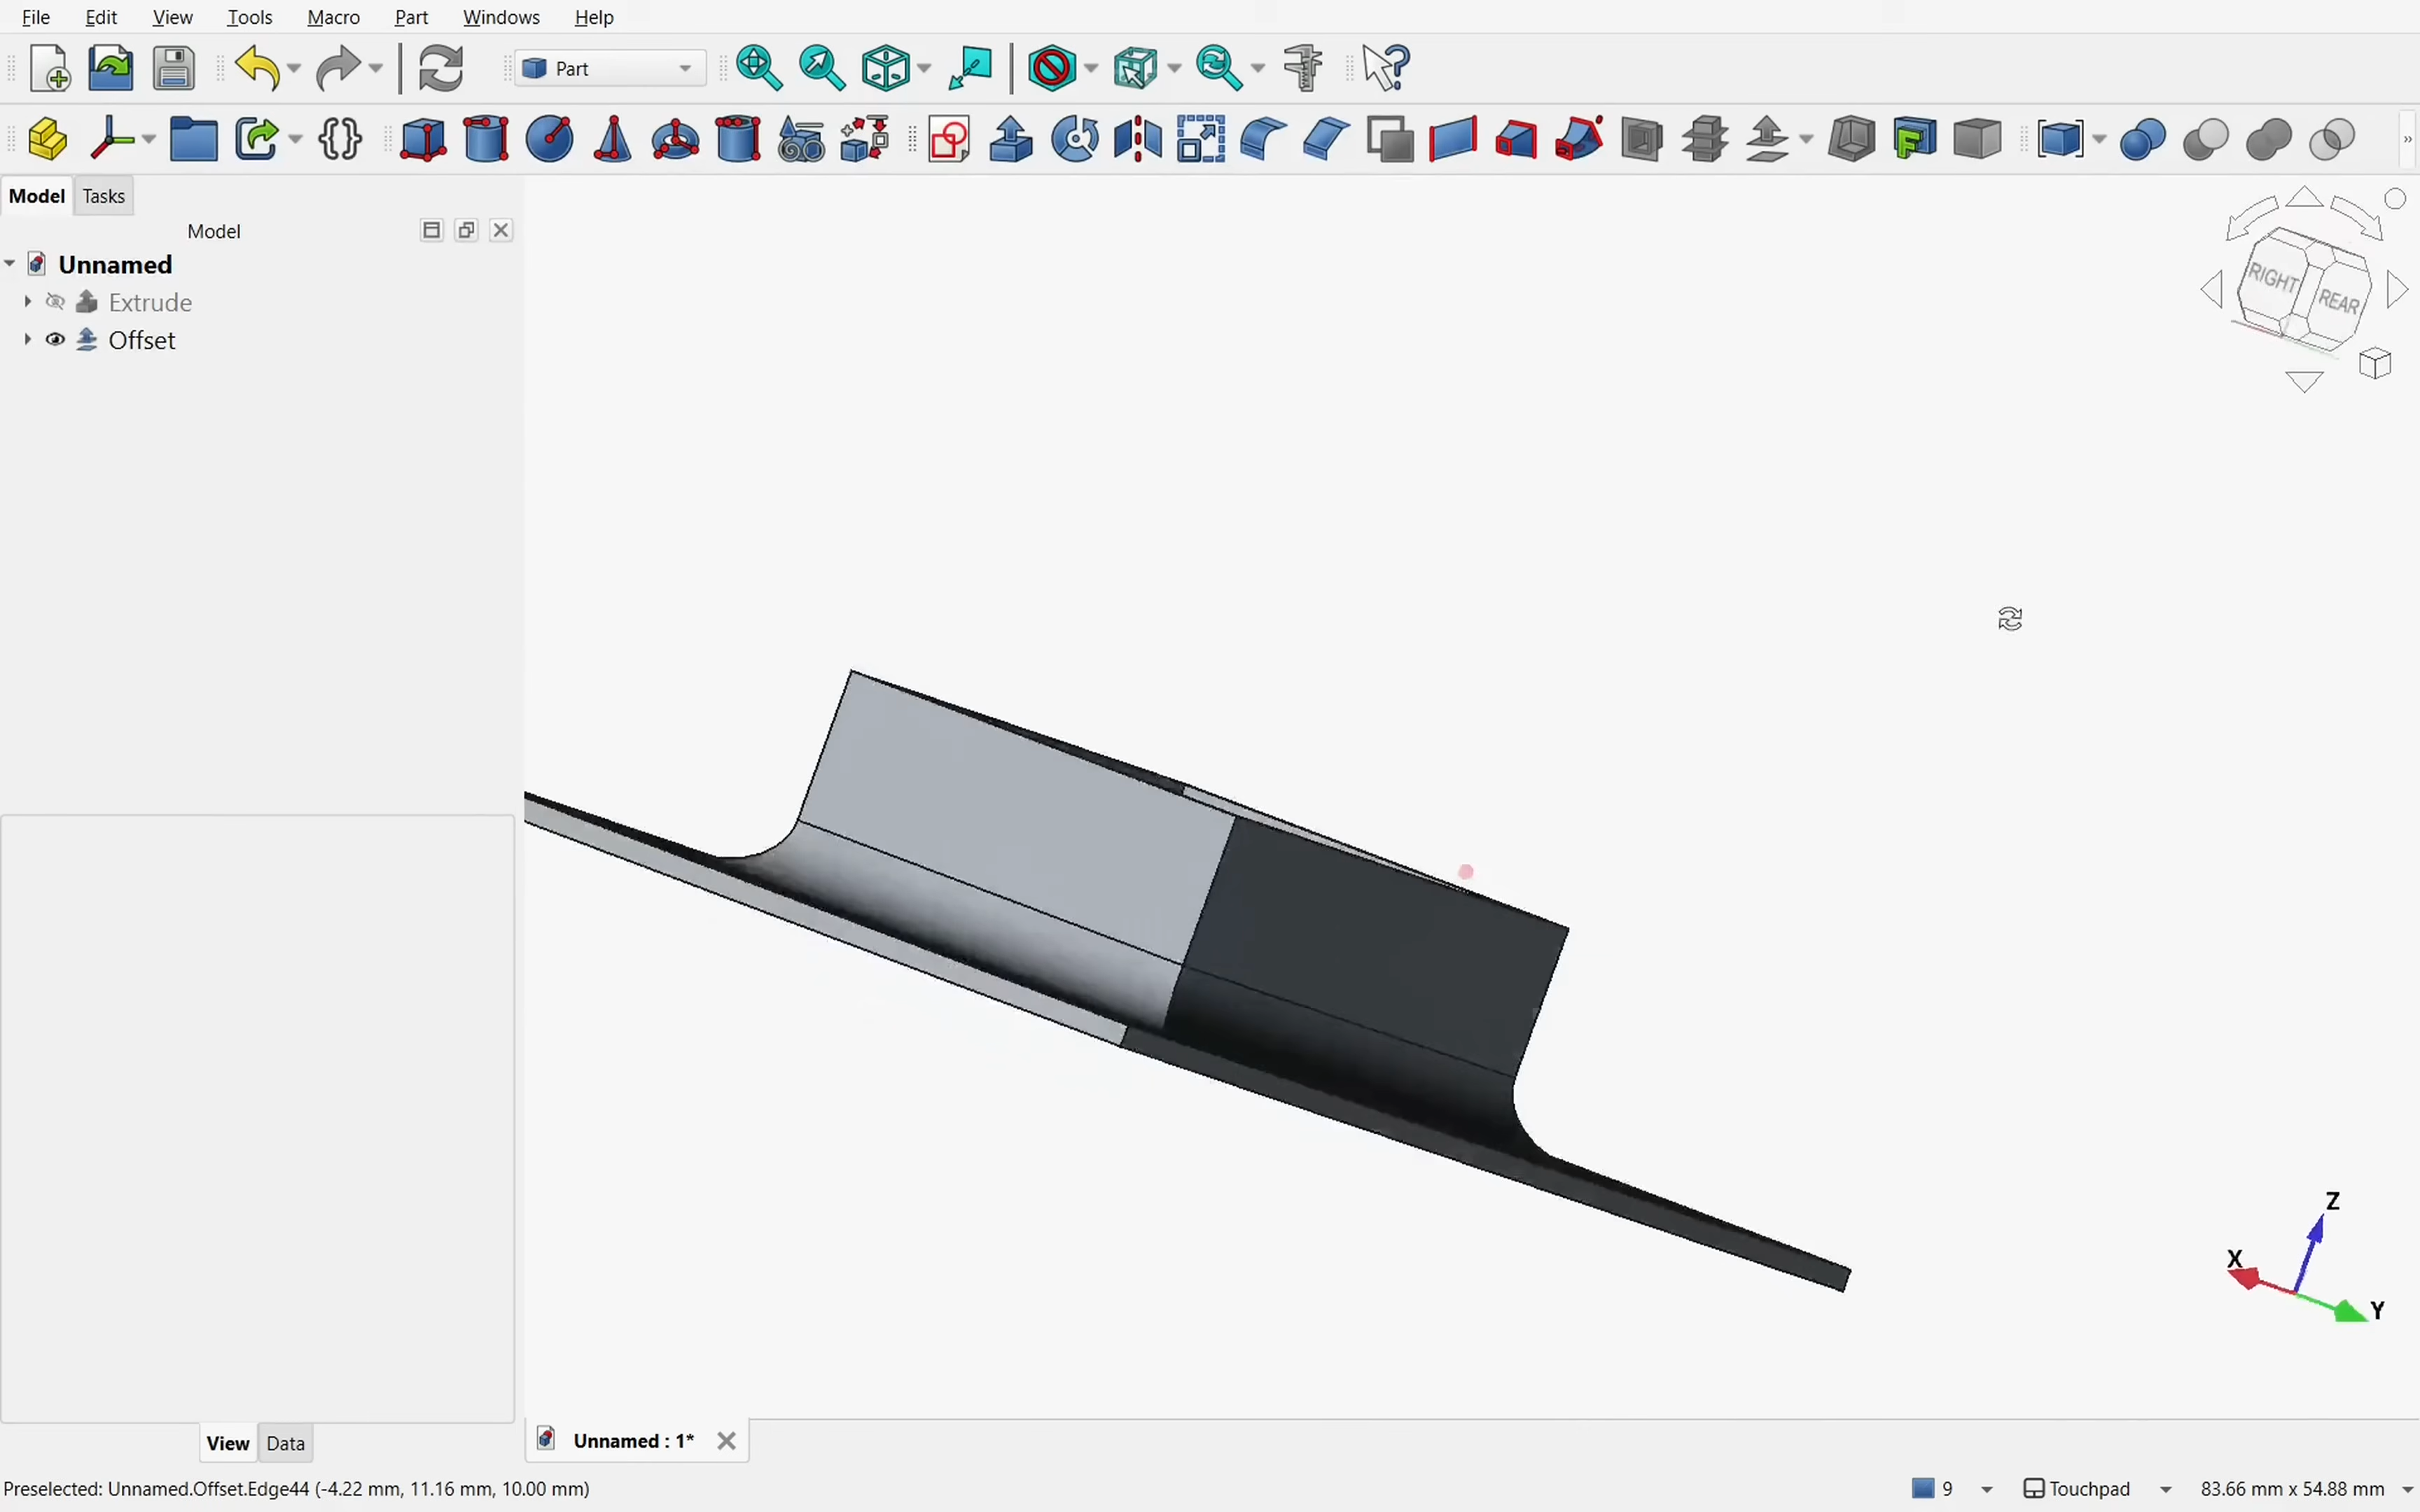 File Edit View Tools Macro Part Windows Help
Part
Model Tasks
Model
Unnamed
Extrude
Offset
RIGHT REAR
Z
X
Y
View Data
Unnamed : 1*
Preselected: Unnamed.Offset.Edge44 (-4.22 mm, 11.16 mm, 10.00 mm)
9 Touchpad 83.66 mm x 54.88 mm